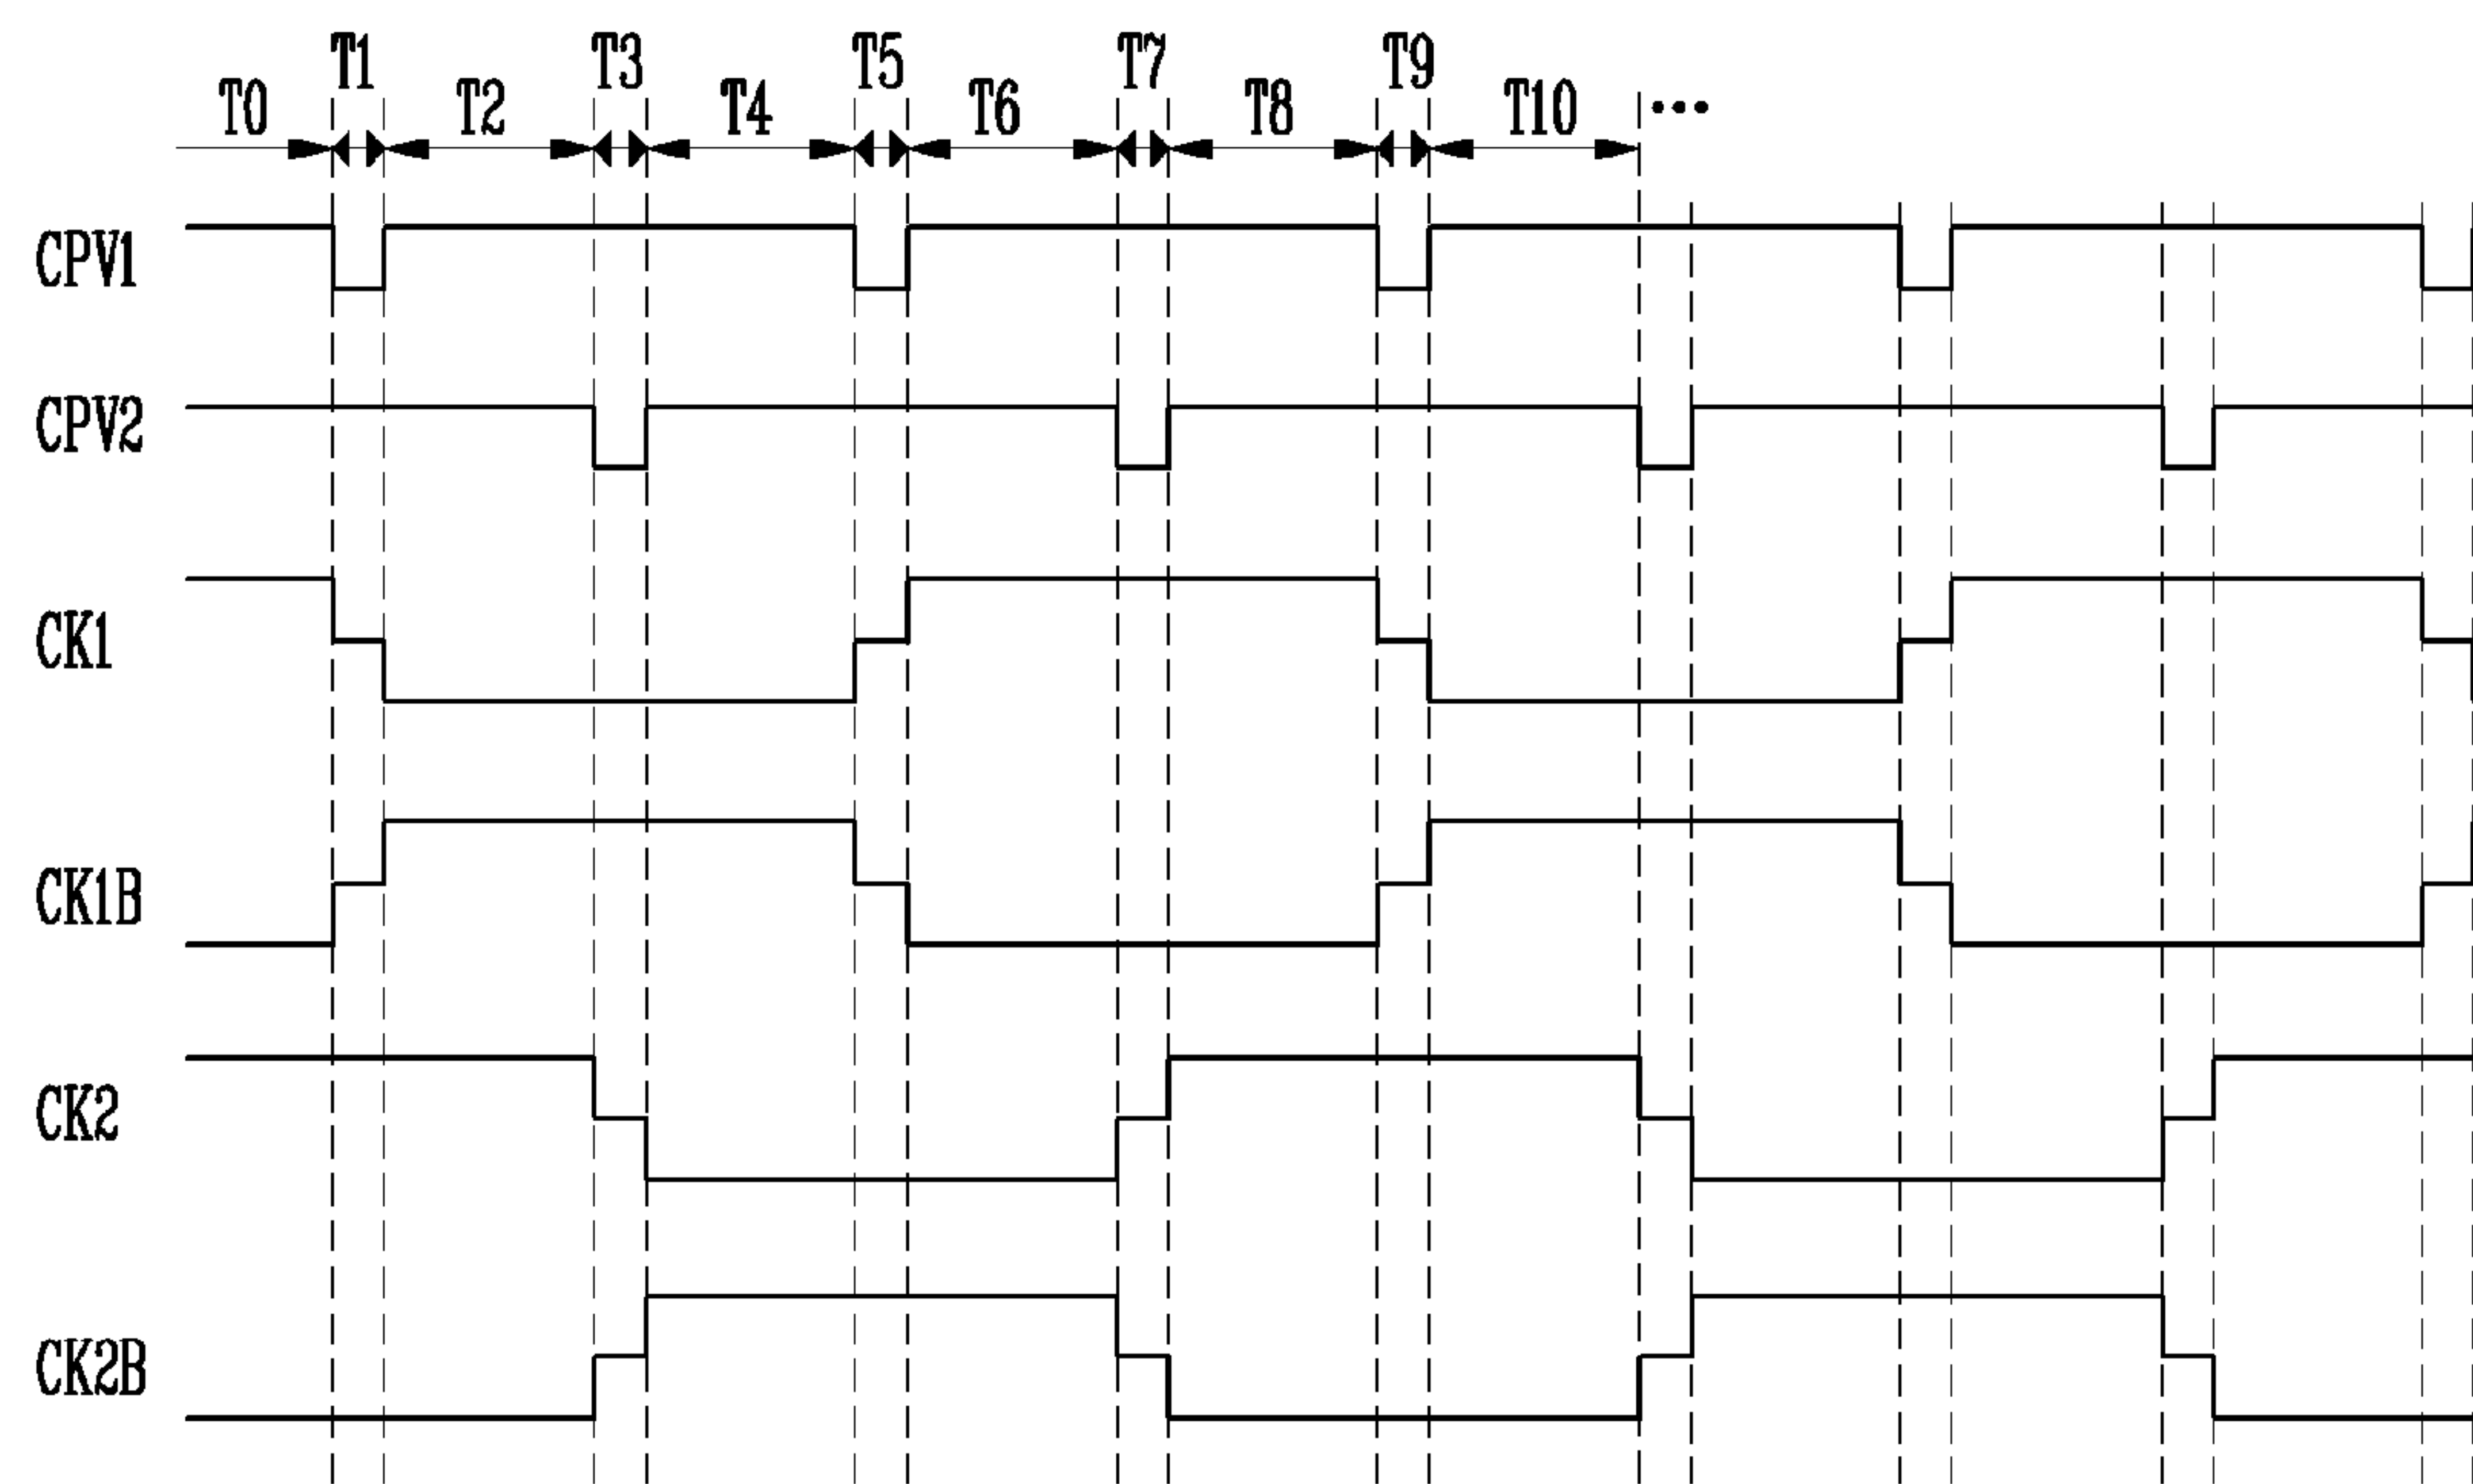 T1 T3 T5 T7 T9
T0 T2 T4 T6 T8 T10 •••
CPV1
CPV2
CK1
CK1B
CK2
CK2B